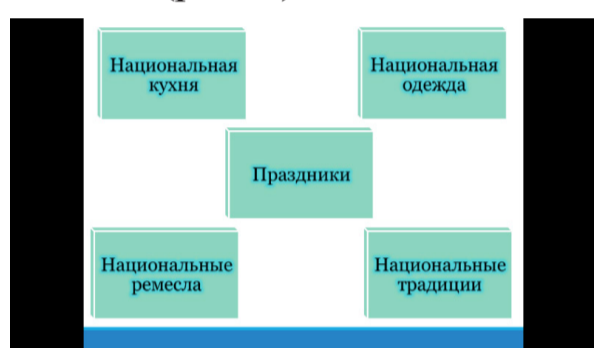 Национальная
кухня
Национальная
одежда
Праздники
Национальные
ремесла
Национальные
традиции